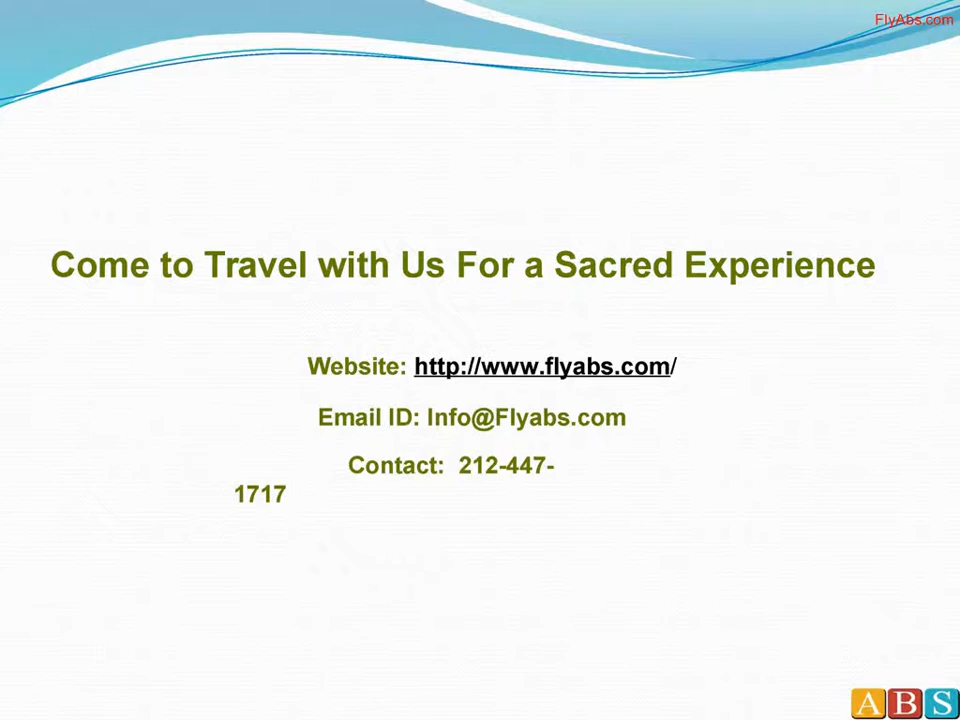 FlyAbs.com
Come to Travel with Us For a Sacred Experience
Website: http://www.flyabs.com/
Email ID: Info@Flyabs.com
Contact: 212-447-
1717
ABS